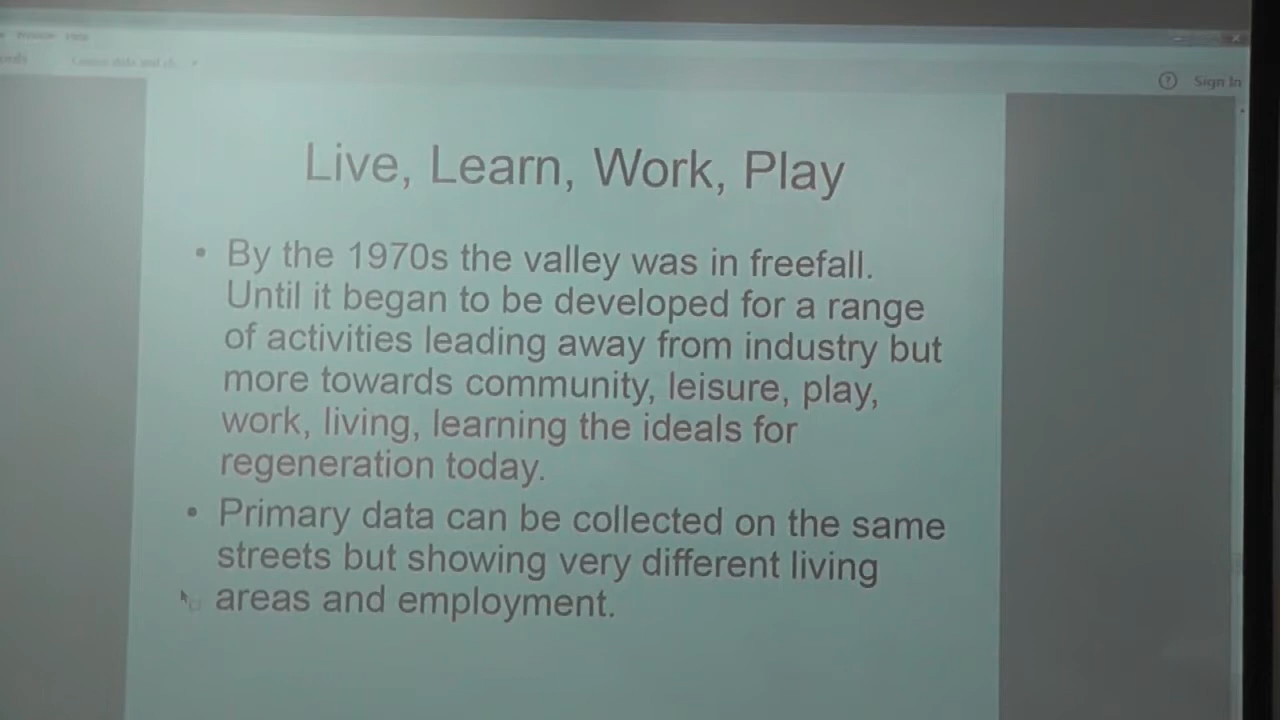 Sign In
Live, Learn, Work, Play
• By the 1970s the valley was in freefall.
Until it began to be developed for a range
of activities leading away from industry but
more towards community, leisure, play,
work, living, learning the ideals for
regeneration today.
• Primary data can be collected on the same
streets but showing very different living
areas and employment.